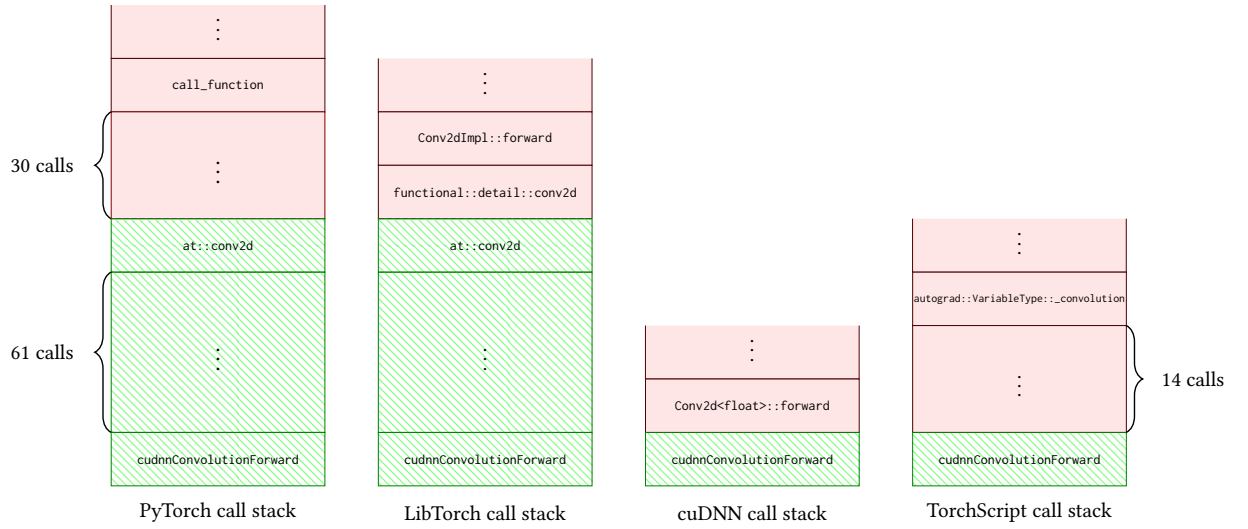 call_function
30 calls
at::conv2d
61 calls
cudnnConvolutionForward
PyTorch call stack
Conv2dImpl::forward
functional::detail::conv2d
at::conv2d
cudnnConvolutionForward
LibTorch call stack
Conv2d<float>::forward
cudnnConvolutionForward
cuDNN call stack
autograd::VariableType::_convolution
14 calls
cudnnConvolutionForward
TorchScript call stack